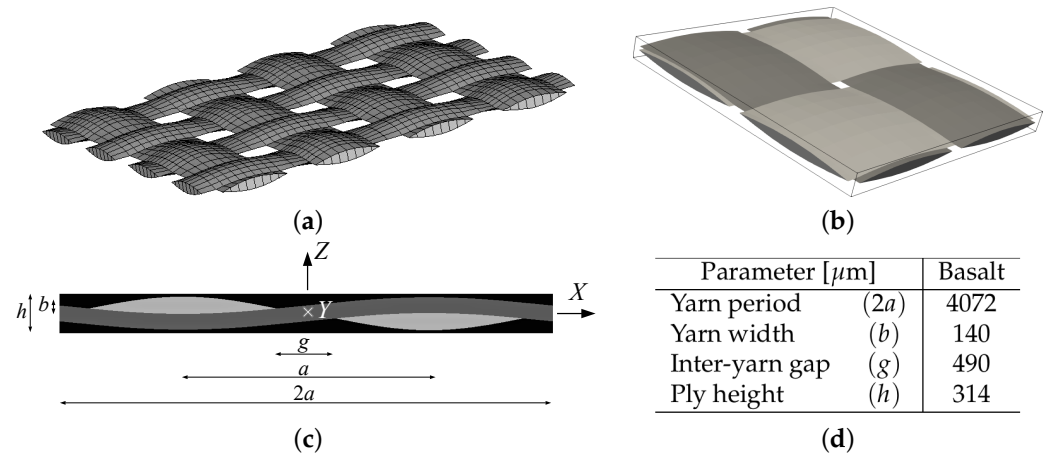 (a)
(b)
Z
X
h
b
× Y
g
a
2a
(c)
Parameter [μm] Basalt
Yarn period (2a) 4072
Yarn width (b) 140
Inter-yarn gap (g) 490
Ply height (h) 314
(d)